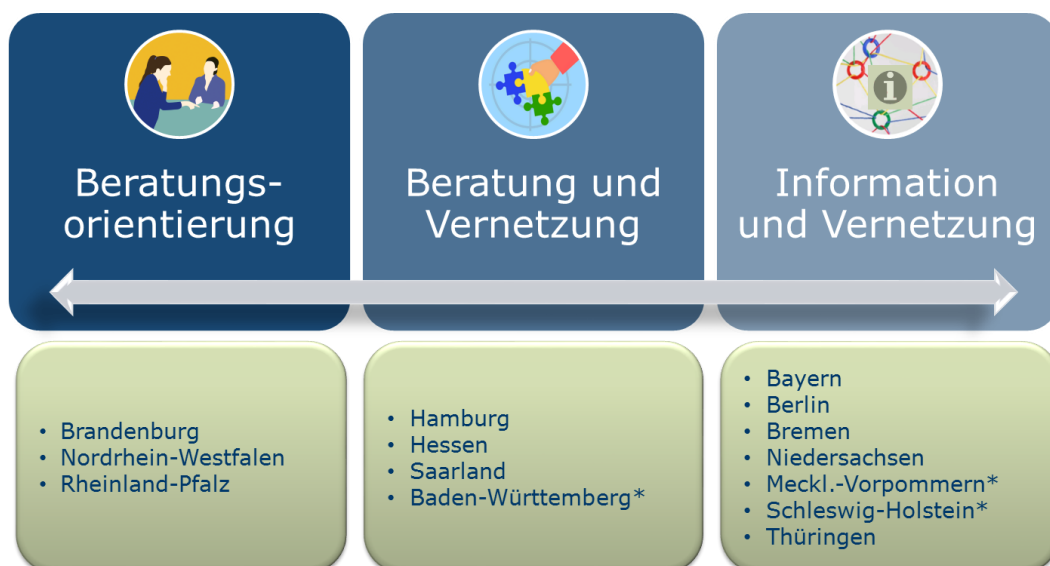 Beratungs-
orientierung
Beratung und
Vernetzung
i
Information
und Vernetzung
• Brandenburg
• Nordrhein-Westfalen
• Rheinland-Pfalz
• Hamburg
• Hessen
• Saarland
• Baden-Württemberg*
• Bayern
• Berlin
• Bremen
• Niedersachsen
• Meckl.-Vorpommern*
• Schleswig-Holstein*
• Thüringen